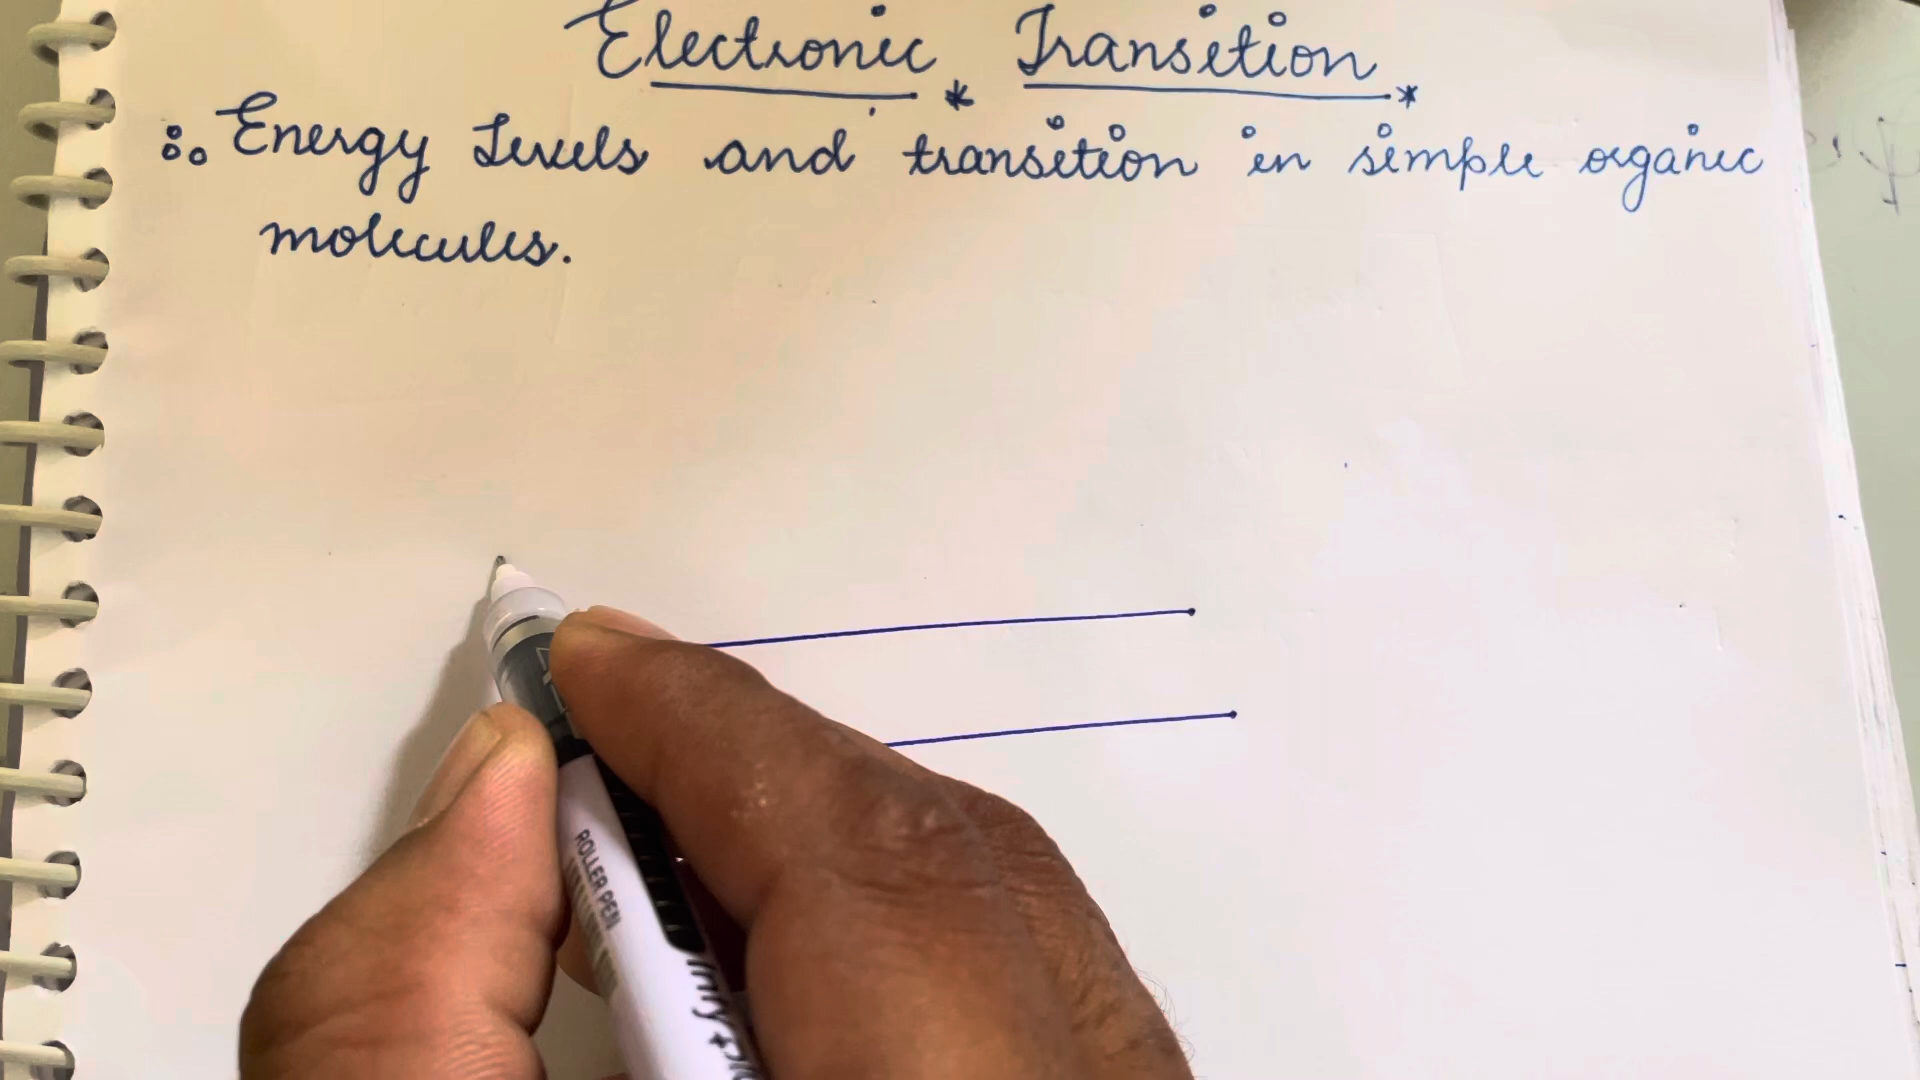 Electronic Transition
Energy Levels and transition in simple organic
molecules.
ROLLER PEN